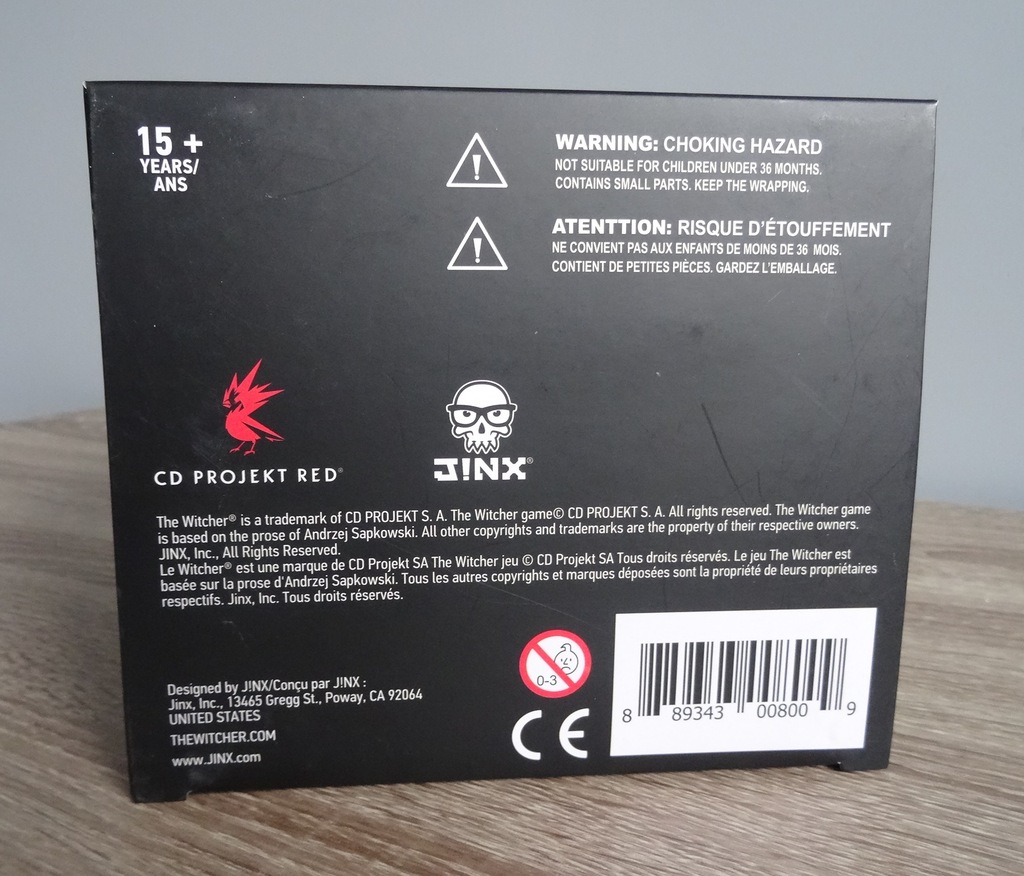 15 +
YEARS/
ANS
WARNING: CHOKING HAZARD
NOT SUITABLE FOR CHILDREN UNDER 36 MONTHS.
CONTAINS SMALL PARTS. KEEP THE WRAPPING.
ATENTTION: RISQUE D'ÉTOUFFEMENT
NE CONVIENT PAS AUX ENFANTS DE MOINS DE 36 MOIS.
CONTIENT DE PETITES PIÈCES. GARDEZ L'EMBALLAGE.
CD PROJEKT RED®
J!NX®
The Witcher® is a trademark of CD PROJEKT S. A. The Witcher game© CD PROJEKT S. A. All rights reserved. The Witcher game
is based on the prose of Andrzej Sapkowski. All other copyrights and trademarks are the property of their respective owners.
JINX, Inc., All Rights Reserved.
Le Witcher® est une marque de CD Projekt SA The Witcher jeu © CD Projekt SA Tous droits réservés. Le jeu The Witcher est
basée sur la prose d'Andrzej Sapkowski. Tous les autres copyrights et marques déposées sont la propriété de leurs propriétaires
respectifs. Jinx, Inc. Tous droits réservés.
Designed by J!NX/Conçu par J!NX :
Jinx, Inc., 13465 Gregg St., Poway, CA 92064
UNITED STATES
THEWITCHER.COM
www.JINX.com
0-3
CE
8 89343 00800 9